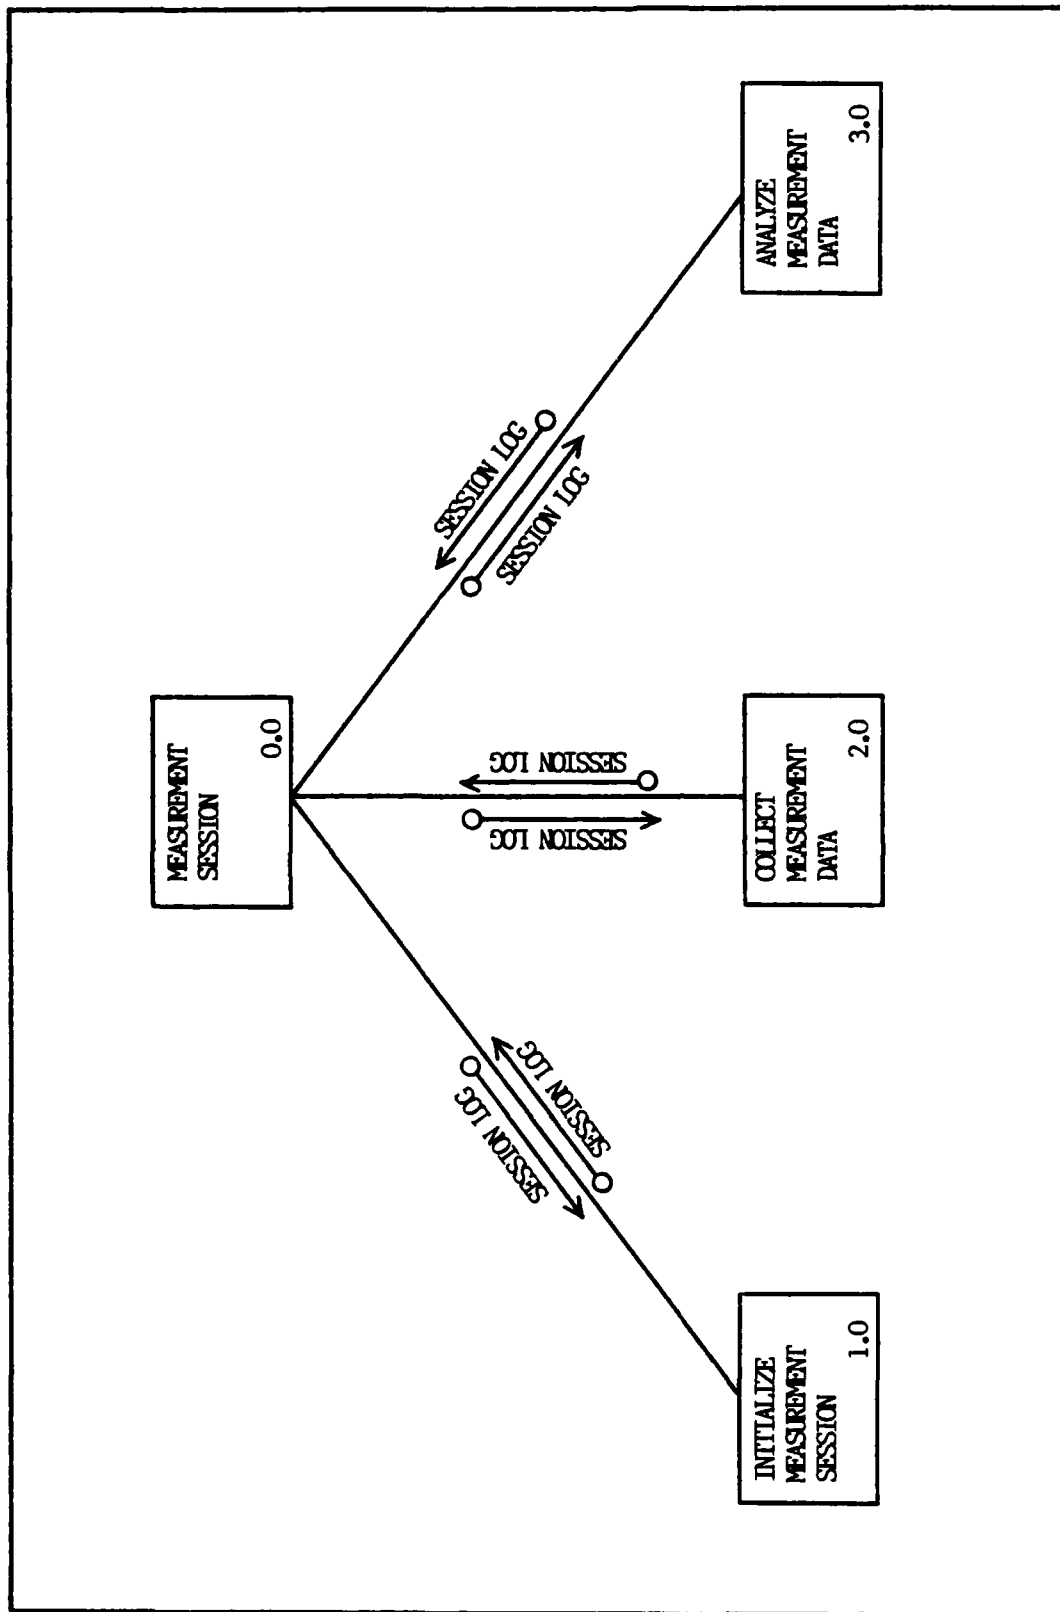 MEASUREMENT
SESSION
0.0
SESSION LOG
SESSION LOG
SESSION LOG
SESSION LOG
SESSION LOG
SESSION LOG
INITIALIZE
MEASUREMENT
SESSION
1.0
COLLECT
MEASUREMENT
DATA
2.0
ANALYZE
MEASUREMENT
DATA
3.0